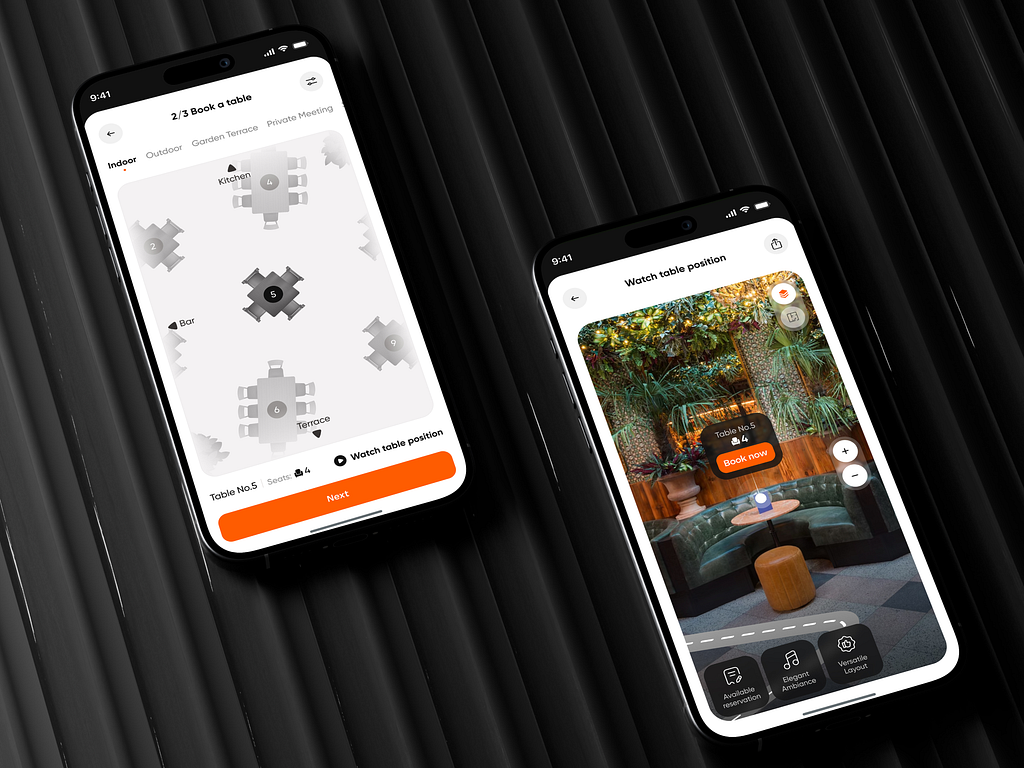 9:41
2/3 Book a table
Indoor
Outdoor
Garden Terrace
Private Meeting
Kitchen
4
2
5
Bar
9
6
Terrace
Table No.5
Seats: 4
Watch table position
Next
9:41
Watch table position
Table No.5
4
Book now
+
−
Available
reservation
Elegant
Ambiance
Versatile
Layout